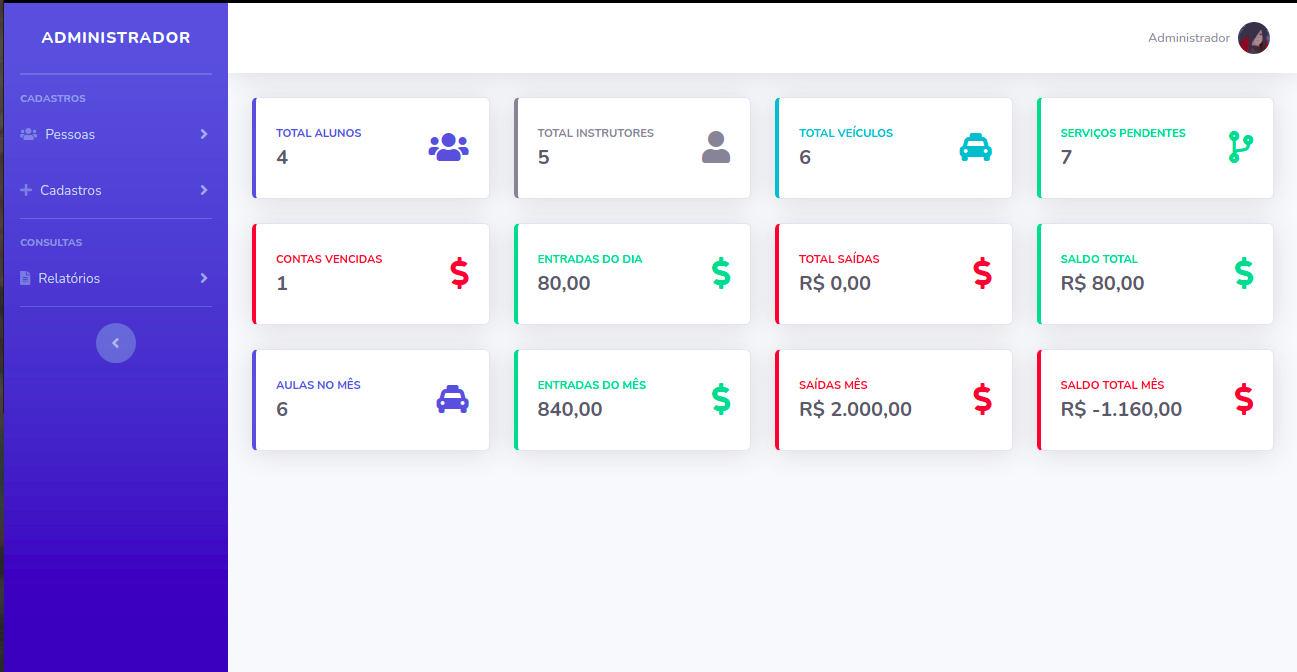 ADMINISTRADOR
Administrador
CADASTROS
Pessoas
Cadastros
CONSULTAS
Relatórios
TOTAL ALUNOS
4
TOTAL INSTRUTORES
5
TOTAL VEÍCULOS
6
SERVIÇOS PENDENTES
7
CONTAS VENCIDAS
1
ENTRADAS DO DIA
80,00
TOTAL SAÍDAS
R$ 0,00
SALDO TOTAL
R$ 80,00
AULAS NO MÊS
6
ENTRADAS DO MÊS
840,00
SAÍDAS MÊS
R$ 2.000,00
SALDO TOTAL MÊS
R$ -1.160,00